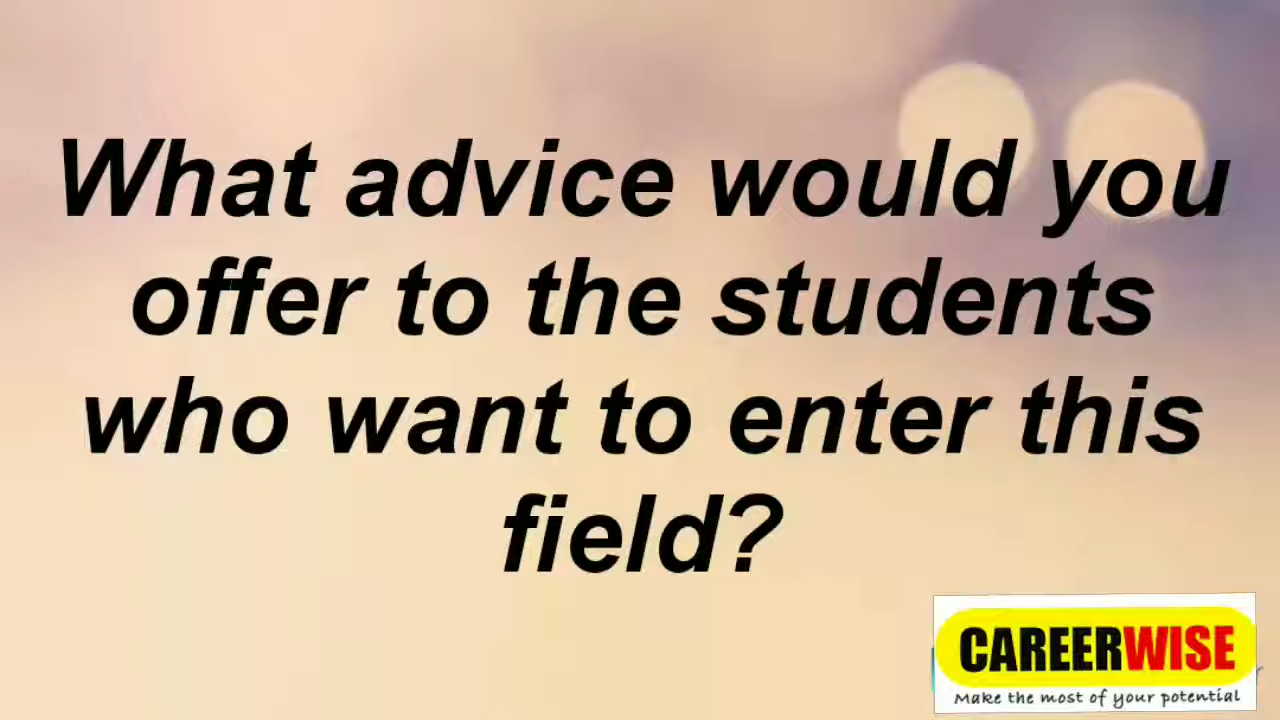 What advice would you
offer to the students
who want to enter this
field?
CAREERWISE
Make the most of your potential